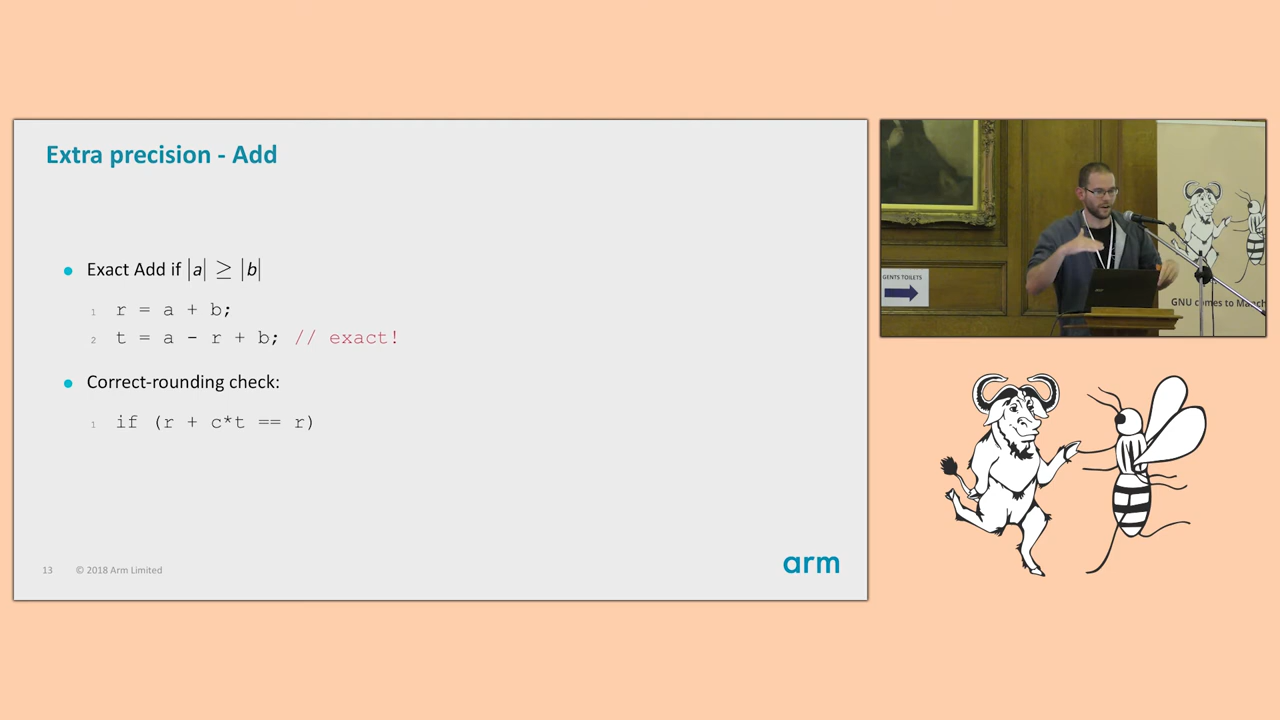 Extra precision - Add
Exact Add if |a| ≥ |b|
1 r = a + b;
2 t = a - r + b; // exact!
Correct-rounding check:
1 if (r + c*t == r)
13 © 2018 Arm Limited
arm
GENTS TOILETS
GNU comes to Manch